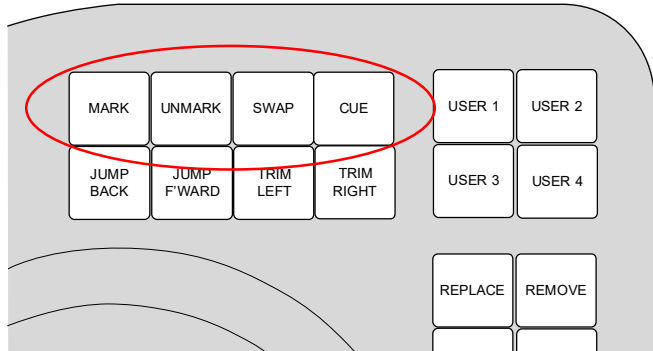 MARK
UNMARK
SWAP
CUE
USER 1
USER 2
JUMP
BACK
JUMP
F'WARD
TRIM
LEFT
TRIM
RIGHT
USER 3
USER 4
REPLACE
REMOVE